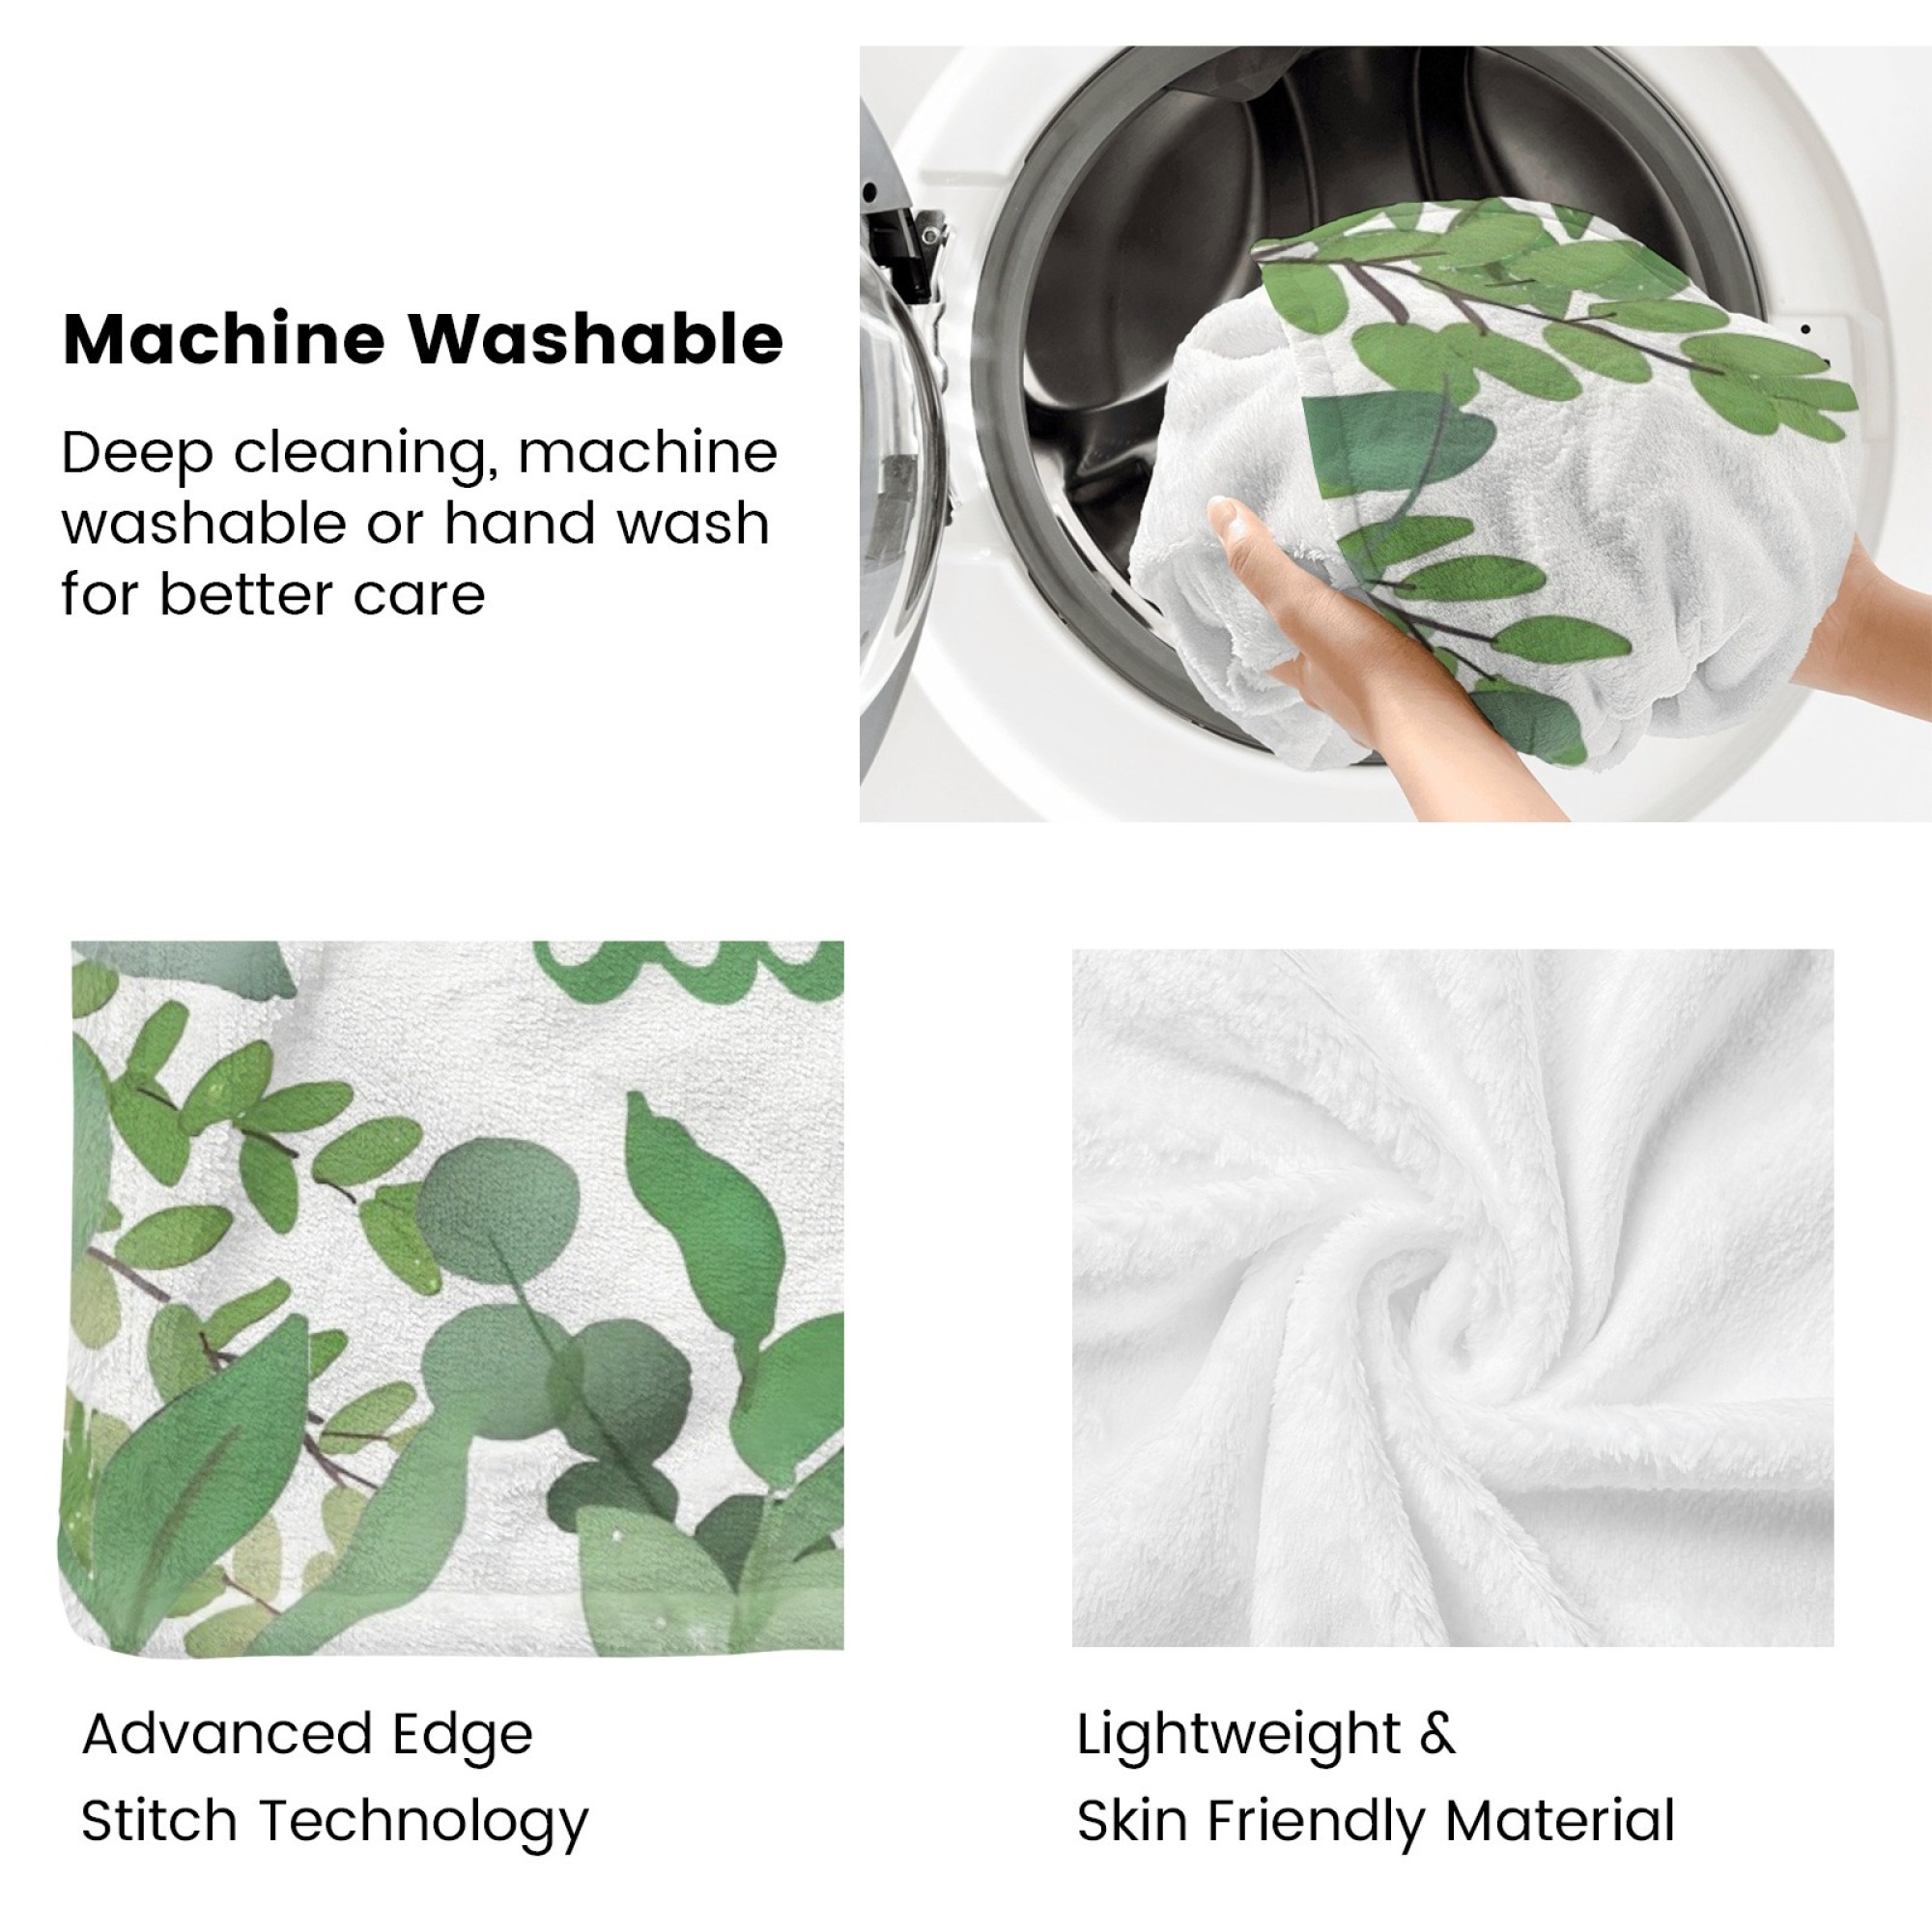 Machine Washable
Deep cleaning, machine
washable or hand wash
for better care
Advanced Edge
Stitch Technology
Lightweight &
Skin Friendly Material